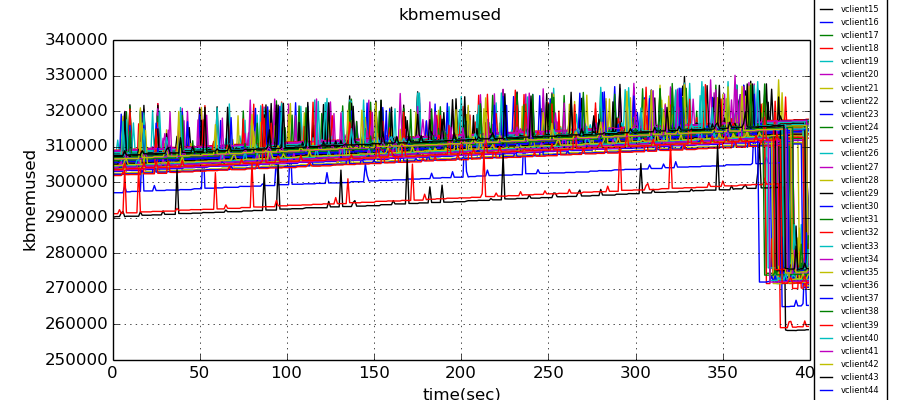 kbmemused
340000
330000
320000
310000
300000
290000
280000
270000
260000
250000
kbmemused
0 50 100 150 200 250 300 350 40
time(sec)
vclient15
vclient16
vclient17
vclient18
vclient19
vclient20
vclient21
vclient22
vclient23
vclient24
vclient25
vclient26
vclient27
vclient28
vclient29
vclient30
vclient31
vclient32
vclient33
vclient34
vclient35
vclient36
vclient37
vclient38
vclient39
vclient40
vclient41
vclient42
vclient43
vclient44